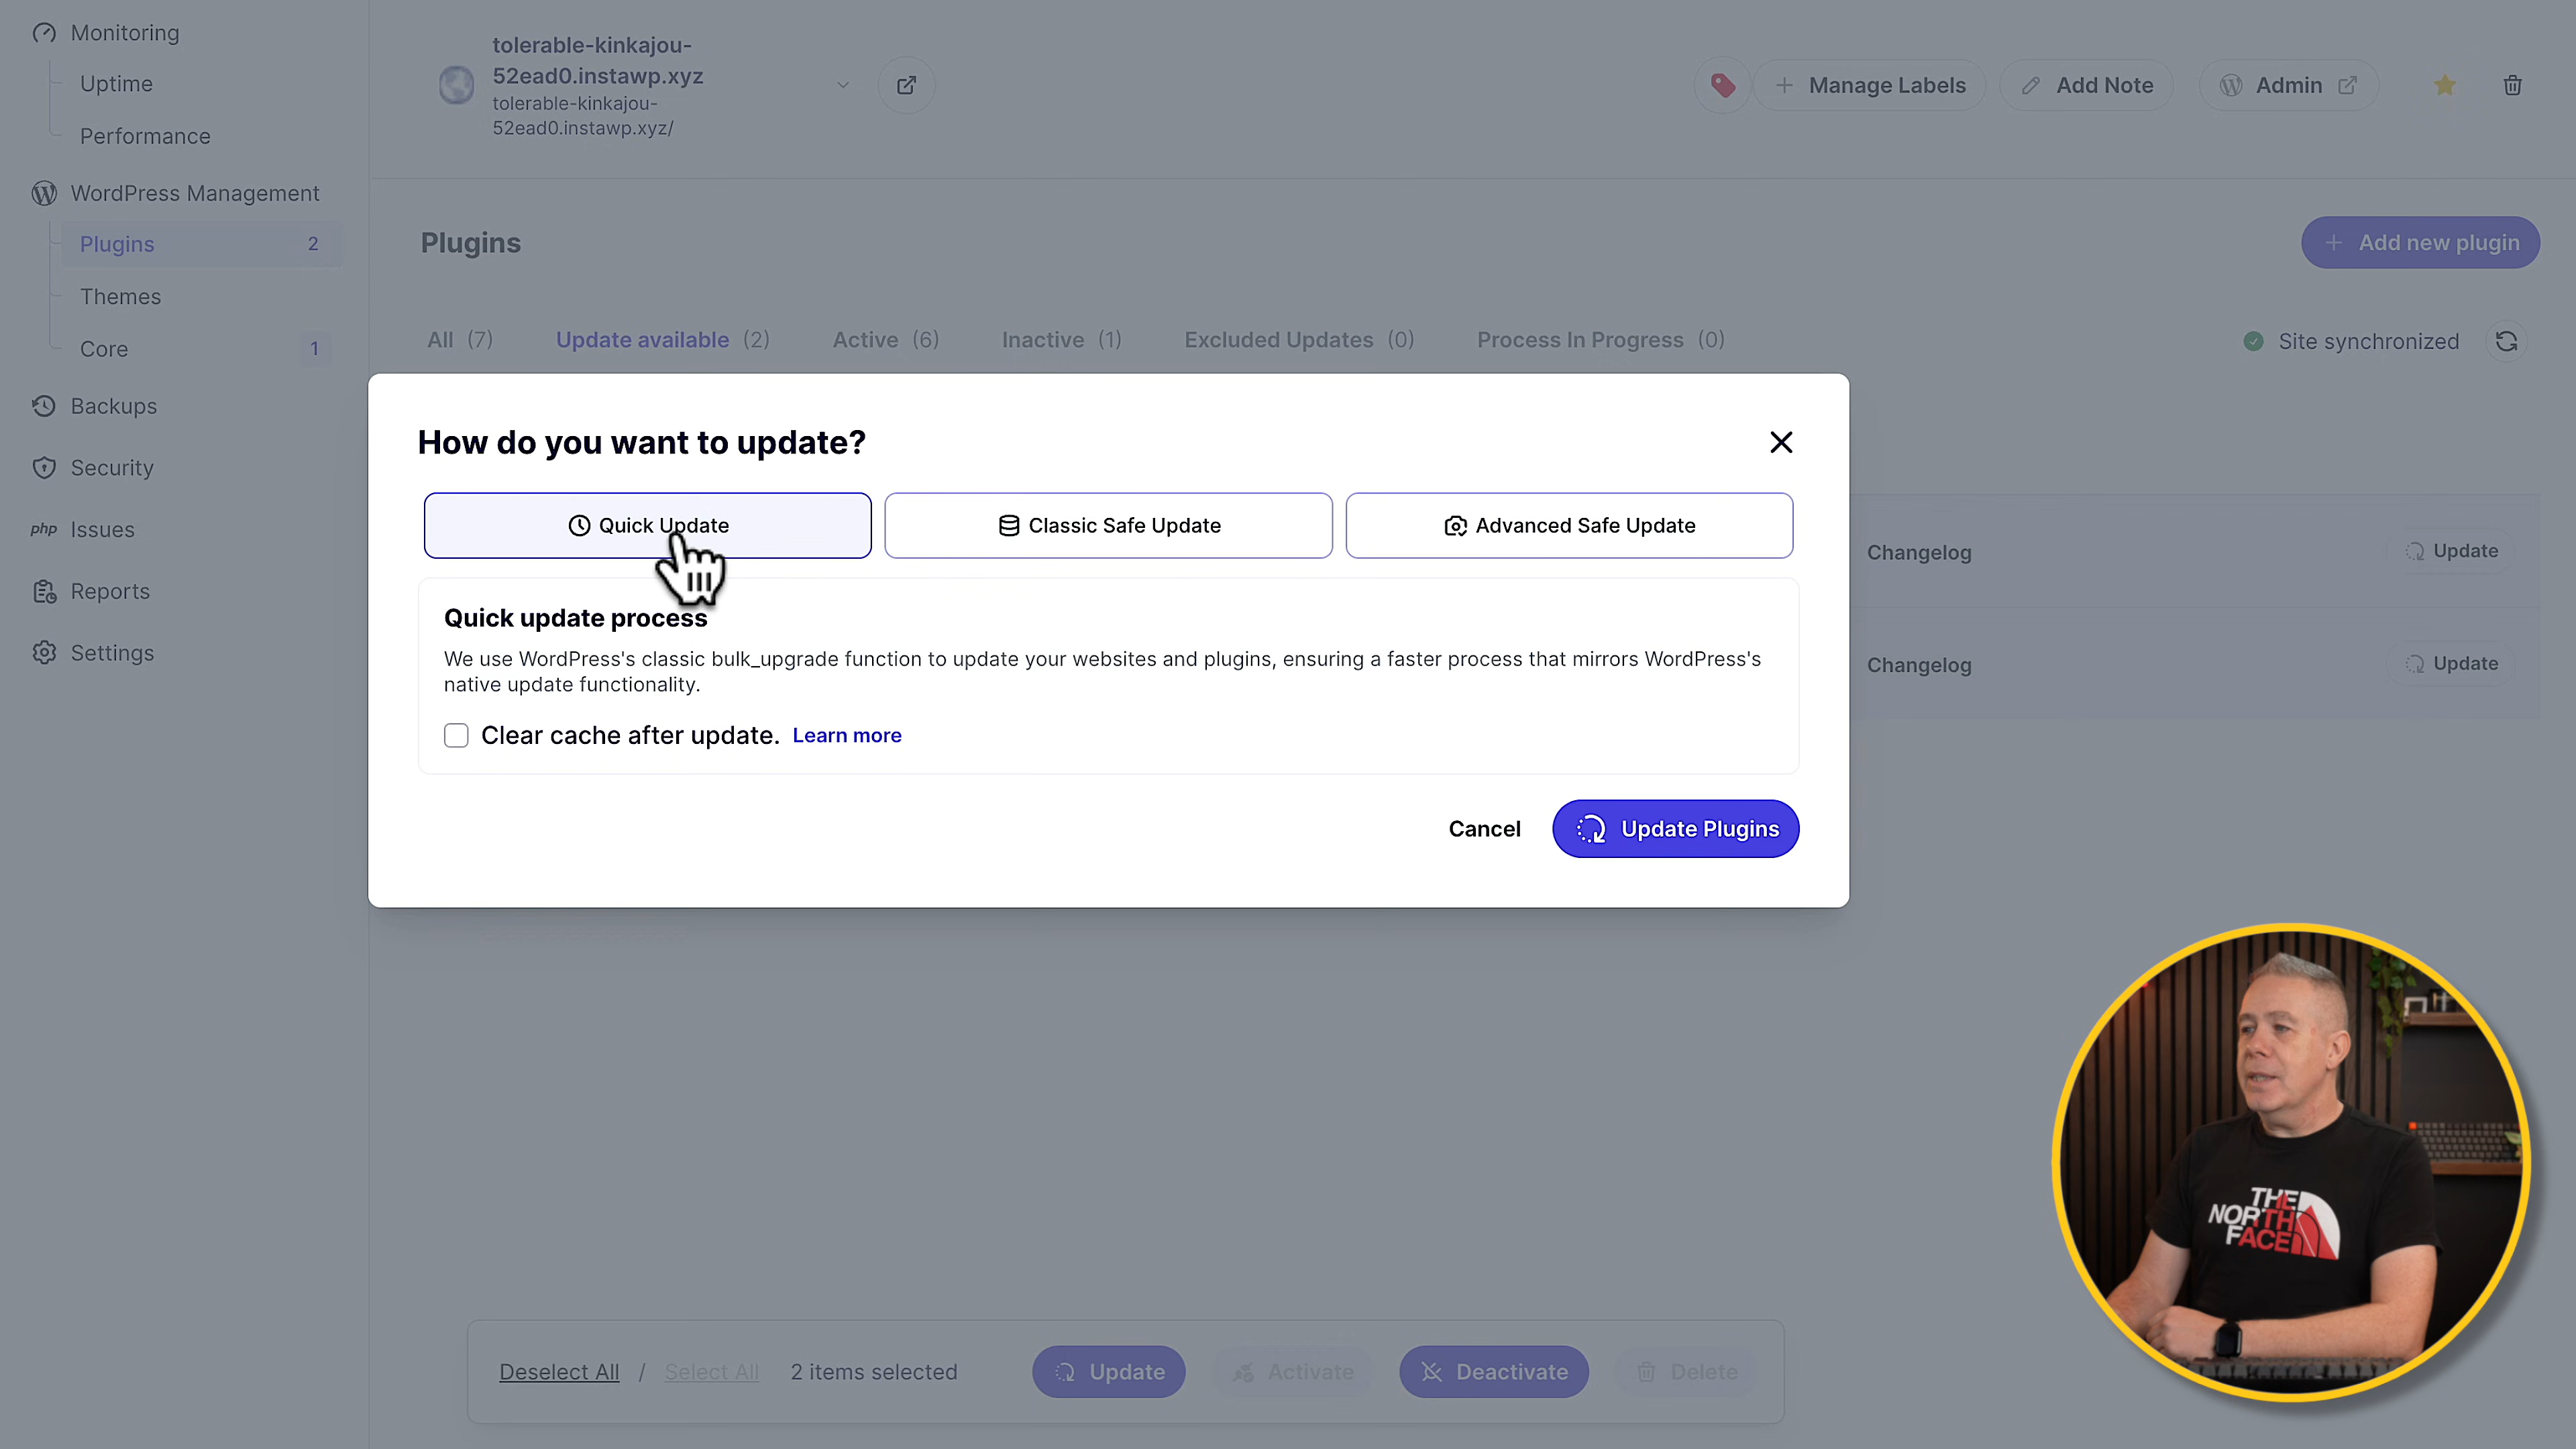 Monitoring
Uptime
Performance
WordPress Management
Plugins 2
Themes
Core 1
Backups
Security
php Issues
Reports
Settings
tolerable-kinkajou-
52ead0.instawp.xyz
tolerable-kinkajou-
52ead0.instawp.xyz/
Manage Labels
Add Note
Admin
Plugins
Add new plugin
All (7) Update available (2) Active (6) Inactive (1) Excluded Updates (0) Process In Progress (0)
Site synchronized
How do you want to update?
Quick Update
Classic Safe Update
Advanced Safe Update
Quick update process
We use WordPress's classic bulk_upgrade function to update your websites and plugins, ensuring a faster process that mirrors WordPress's
native update functionality.
Clear cache after update. Learn more
Cancel
Update Plugins
Changelog Update
Changelog Update
Deselect All / Select All 2 items selected Update Activate Deactivate Delete
THE
NORTH
FACE